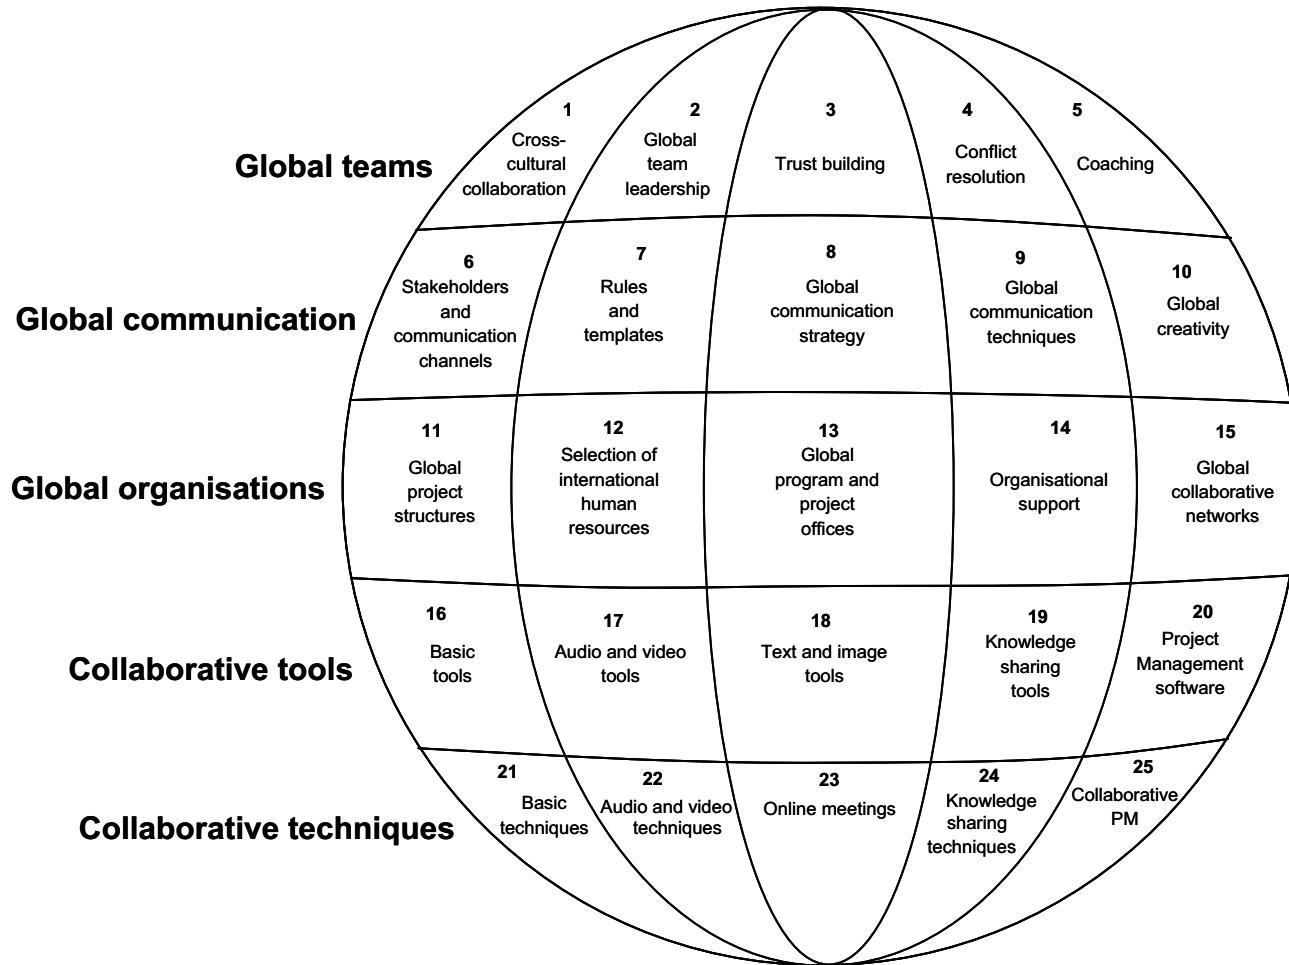 Global teams
1
Cross-
cultural
collaboration
2
Global
team
leadership
3
Trust building
4
Conflict
resolution
5
Coaching
Global communication
6
Stakeholders
and
communication
channels
7
Rules
and
templates
8
Global
communication
strategy
9
Global
communication
techniques
10
Global
creativity
Global organisations
11
Global
project
structures
12
Selection of
international
human
resources
13
Global
program and
project
offices
14
Organisational
support
15
Global
collaborative
networks
Collaborative tools
16
Basic
tools
17
Audio and video
tools
18
Text and image
tools
19
Knowledge
sharing
tools
20
Project
Management
software
Collaborative techniques
21
Basic
techniques
22
Audio and video
techniques
23
Online meetings
24
Knowledge
sharing
techniques
25
Collaborative
PM